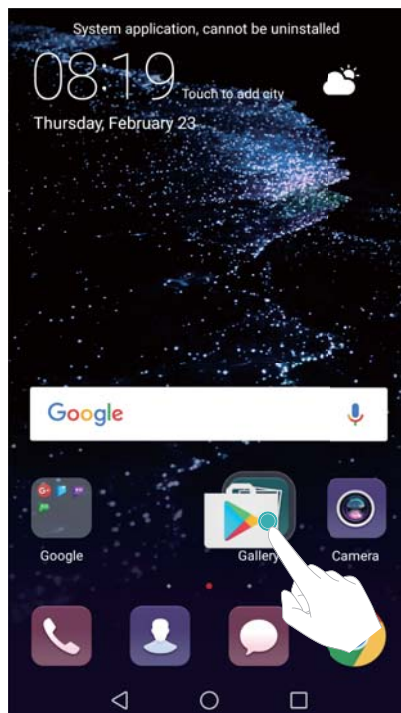 System application, cannot be uninstalled
08:19
Touch to add city
Thursday, February 23
Google
Google
Gallery
Camera